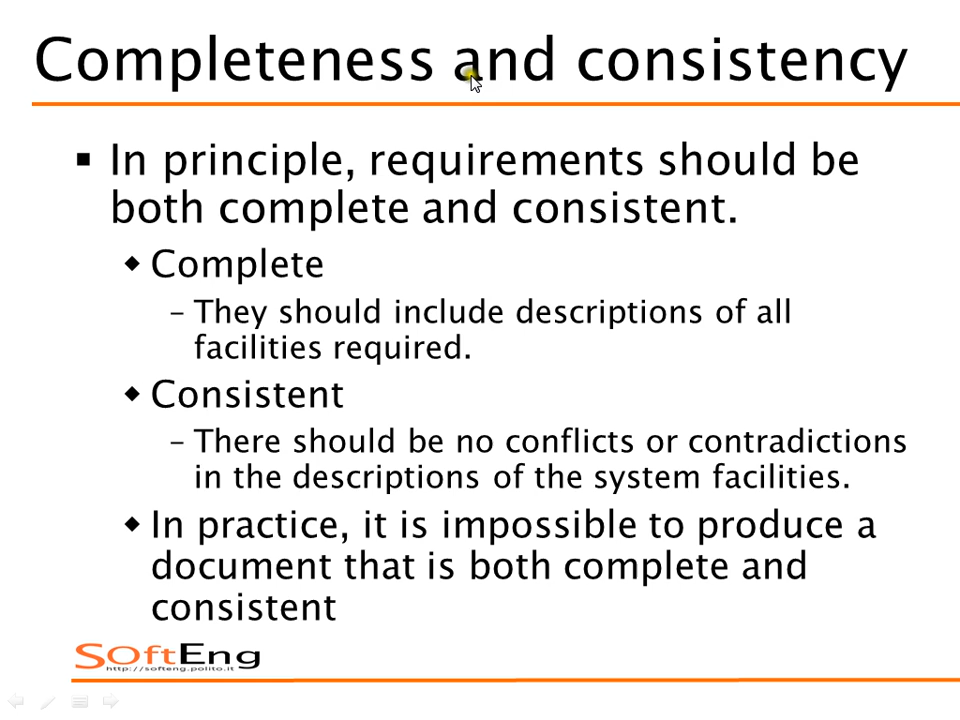 Completeness and consistency
▪ In principle, requirements should be
both complete and consistent.
◆ Complete
– They should include descriptions of all
facilities required.
◆ Consistent
– There should be no conflicts or contradictions
in the descriptions of the system facilities.
◆ In practice, it is impossible to produce a
document that is both complete and
consistent
SOftEng
http://softeng.polito.it